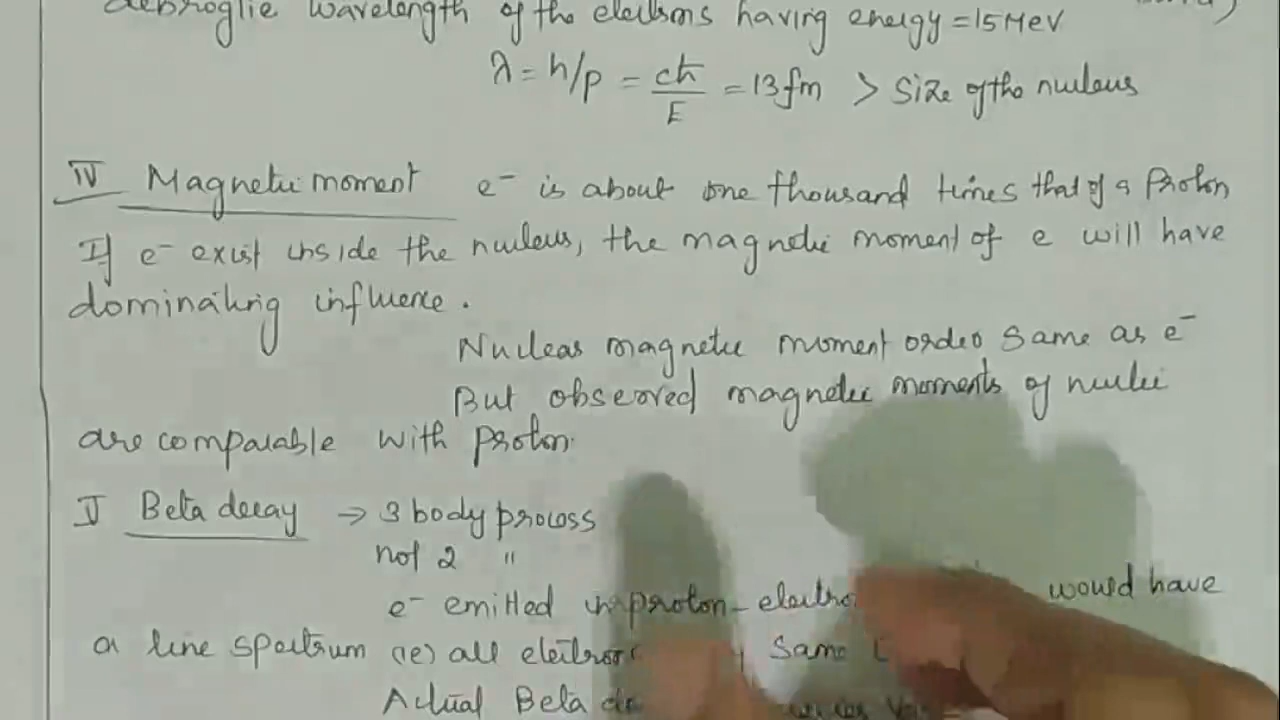 debroglie wavelength of the electrons having energy = 15 MeV
λ = h/p = cħ/E = 13 fm > Size of the nucleus
IV Magnetic moment e⁻ is about one thousand times that of a Proton
If e⁻ exist inside the nucleus, the magnetic moment of e will have
dominating influence.
Nuclear magnetic moment order same as e⁻
But observed magnetic moments of nuclei
are comparable with proton.
V Beta decay → 3 body process
not 2 "
e⁻ emitted in proton - would have
a line spectrum (ie) all same
Actual Beta